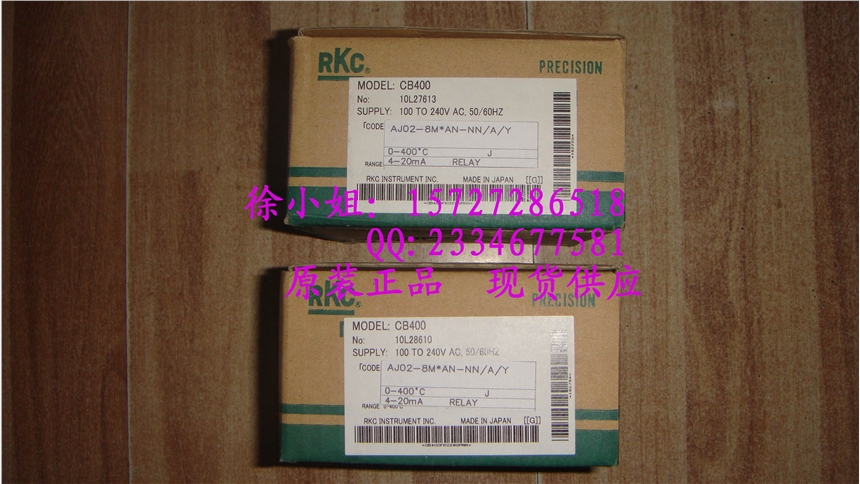 RKC®
PRECISION
MODEL: CB400
No: 10L27613
SUPPLY: 100 TO 240V AC, 50/60HZ
「CODE AJ02-8M*AN-NN/A/Y
0-400°C J
RANGE 4-20mA RELAY
RKC INSTRUMENT INC. MADE IN JAPAN [[G]]
徐小姐: 15727286518
QQ:2334677581
原装正品 现货供应
RKC®
PRECISION
MODEL: CB400
No: 10L28610
SUPPLY: 100 TO 240V AC, 50/60HZ
「CODE AJ02-8M*AN-NN/A/Y
0-400°C J
4-20mA RELAY
RANGE 0-400℃
RKC INSTRUMENT INC. MADE IN JAPAN [[G]]